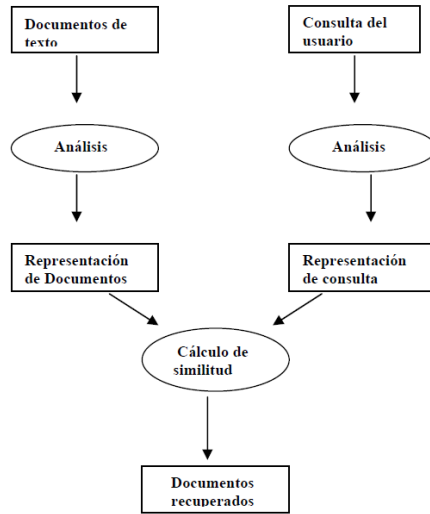 Documentos de
texto
Consulta del
usuario
Análisis
Análisis
Representación
de Documentos
Representación
de consulta
Cálculo de
similitud
Documentos
recuperados